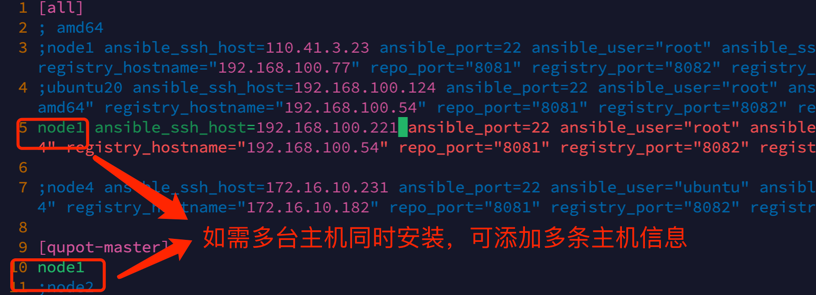 1 [all]
2 ; amd64
3 ;node1 ansible_ssh_host=110.41.3.23 ansible_port=22 ansible_user="root" ansible_ss
registry_hostname="192.168.100.77" repo_port="8081" registry_port="8082" registry_
4 ;ubuntu20 ansible_ssh_host=192.168.100.124 ansible_port=22 ansible_user="root" ans
amd64" registry_hostname="192.168.100.54" repo_port="8081" registry_port="8082" re
5 node1 ansible_ssh_host=192.168.100.221 ansible_port=22 ansible_user="root" ansible
4" registry_hostname="192.168.100.54" repo_port="8081" registry_port="8082" regist
6
7 ;node4 ansible_ssh_host=172.16.10.231 ansible_port=22 ansible_user="ubuntu" ansibl
4" registry_hostname="172.16.10.182" repo_port="8081" registry_port="8082" registr
8
如需多台主机同时安装，可添加多条主机信息
9 [qupot-master]
10 node1
11 ;node2